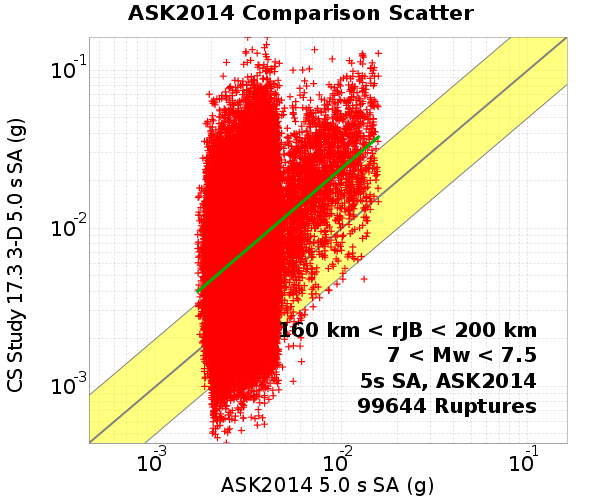 ASK2014 Comparison Scatter
CS Study 17.3 3-D 5.0 s SA (g)
10-1
10-2
10-3
160 km < rJB < 200 km
7 < Mw < 7.5
5s SA, ASK2014
99644 Ruptures
10-3 10-2 10-1
ASK2014 5.0 s SA (g)